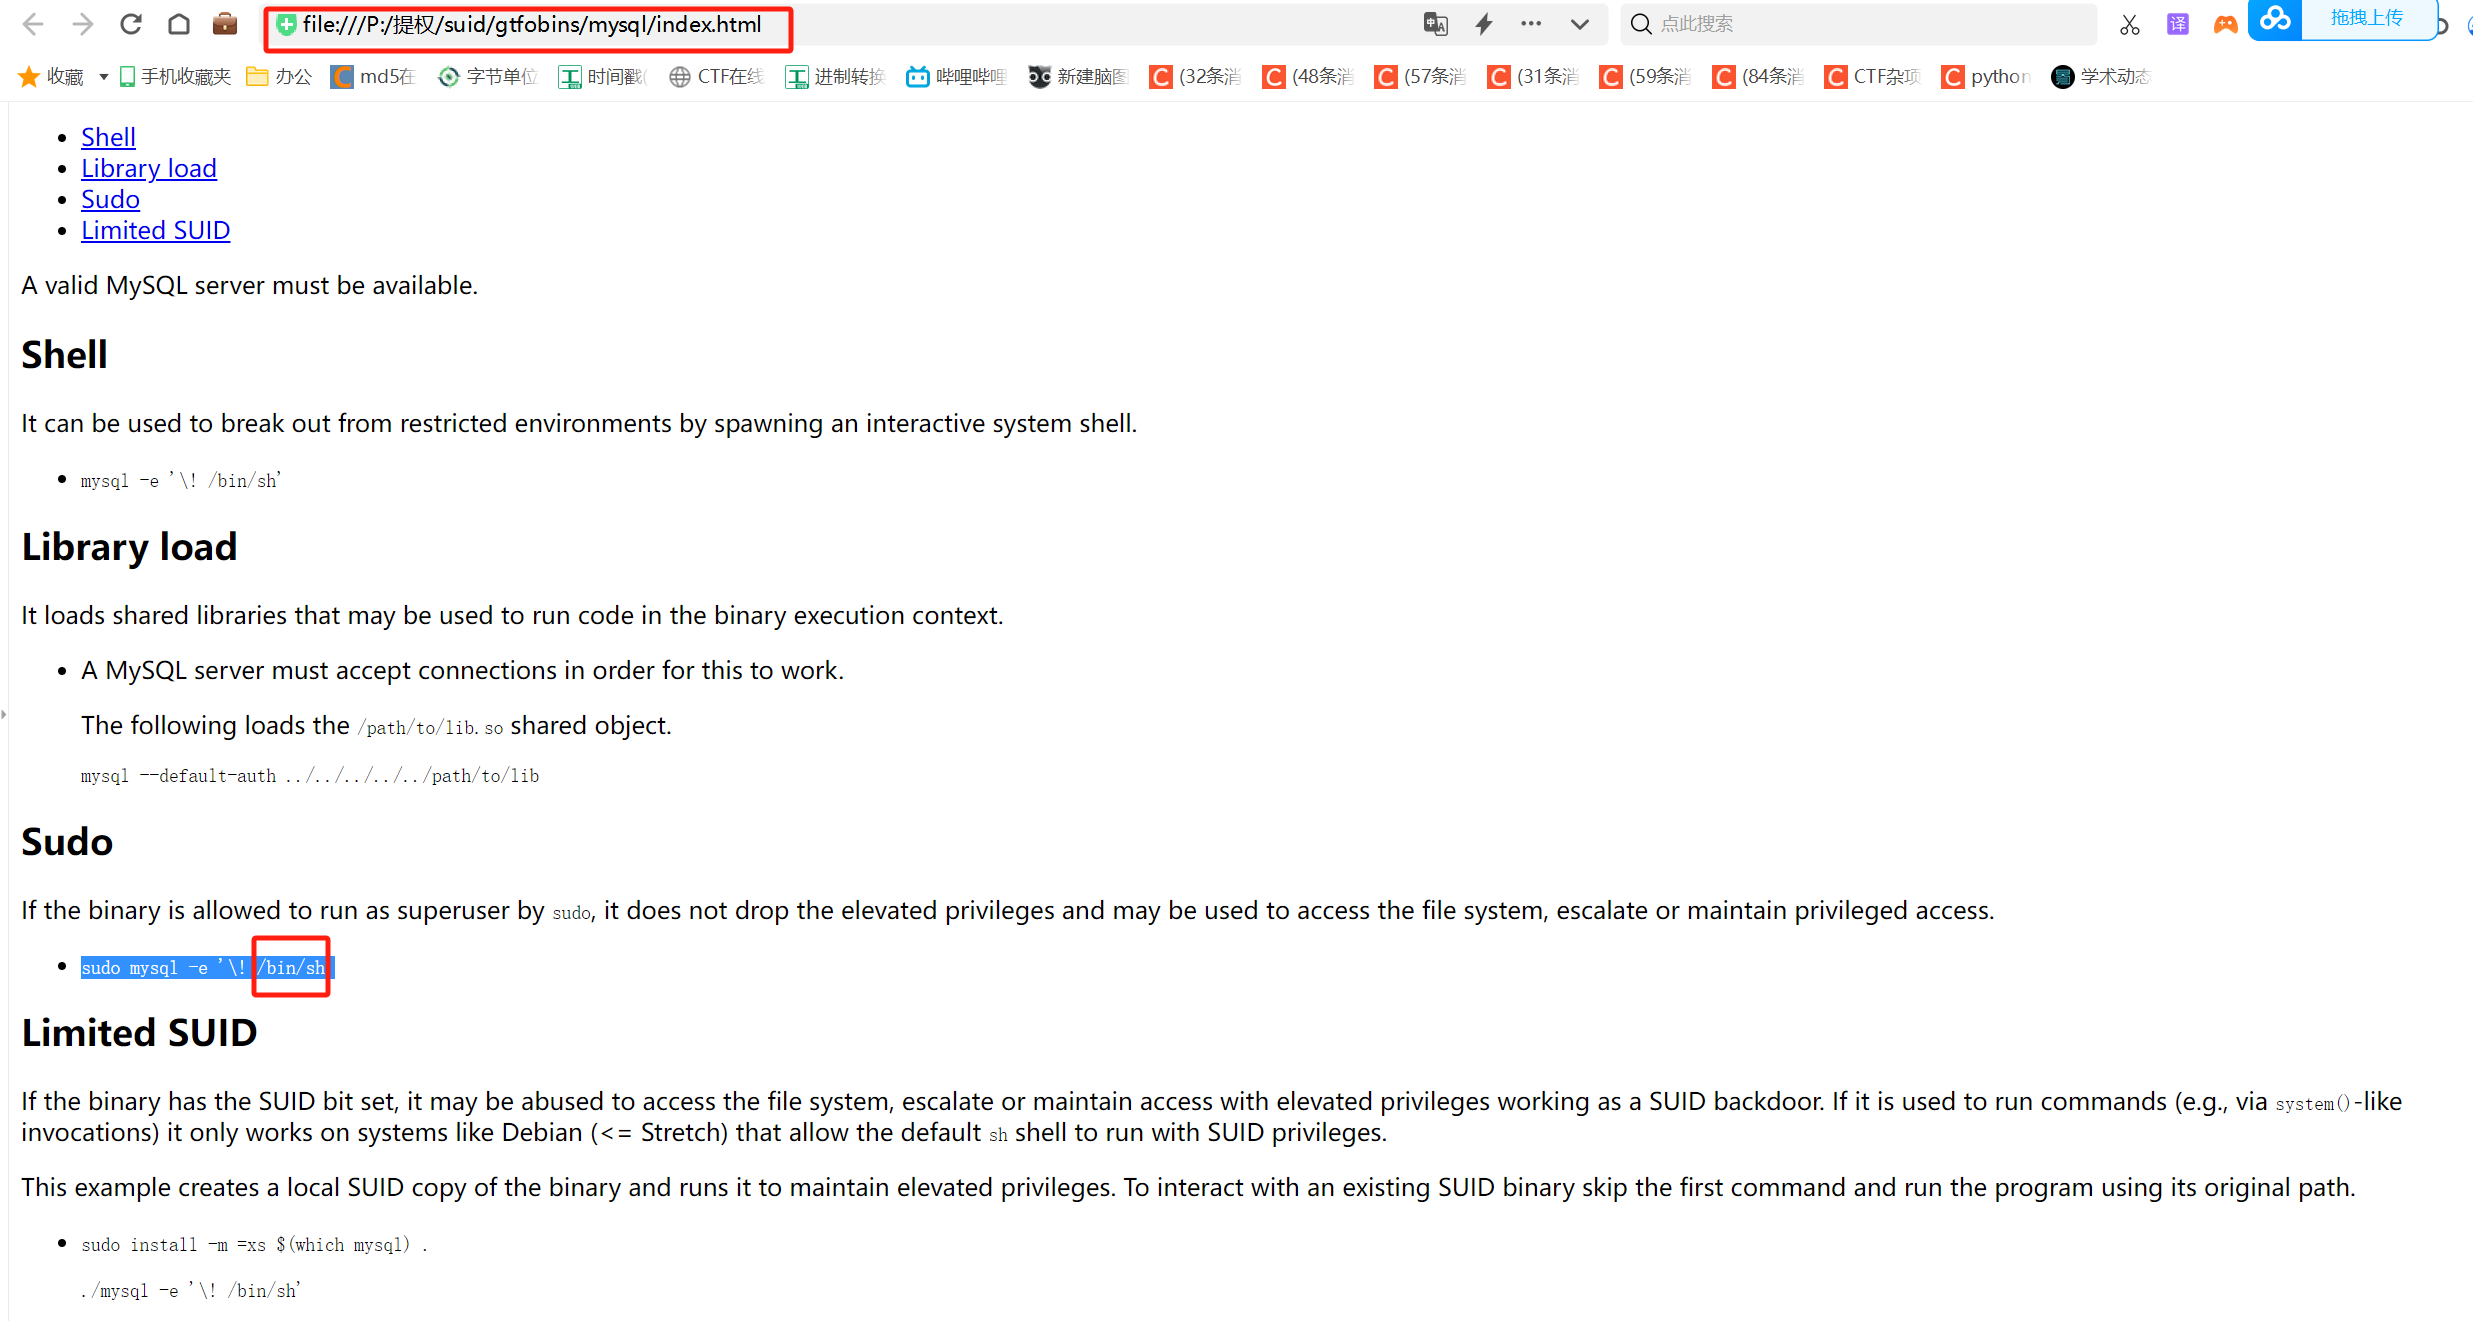 file:///P:/提权/suid/gtfobins/mysql/index.html
点此搜索
译
拖拽上传
收藏
手机收藏夹
办公
md5在
字节单位
时间戳(
CTF在线
进制转换
哔哩哔哩
新建脑图
(32条消
(48条消
(57条消
(31条消
(59条消
(84条消
CTF杂项
python
学术动态
Shell
Library load
Sudo
Limited SUID
A valid MySQL server must be available.
Shell
It can be used to break out from restricted environments by spawning an interactive system shell.
mysql -e '\! /bin/sh'
Library load
It loads shared libraries that may be used to run code in the binary execution context.
A MySQL server must accept connections in order for this to work.
The following loads the /path/to/lib.so shared object.
mysql --default-auth ../../../../../path/to/lib
Sudo
If the binary is allowed to run as superuser by sudo, it does not drop the elevated privileges and may be used to access the file system, escalate or maintain privileged access.
sudo mysql -e '\! /bin/sh
Limited SUID
If the binary has the SUID bit set, it may be abused to access the file system, escalate or maintain access with elevated privileges working as a SUID backdoor. If it is used to run commands (e.g., via system()-like
invocations) it only works on systems like Debian (<= Stretch) that allow the default sh shell to run with SUID privileges.
This example creates a local SUID copy of the binary and runs it to maintain elevated privileges. To interact with an existing SUID binary skip the first command and run the program using its original path.
sudo install -m =xs $(which mysql) .
./mysql -e '\! /bin/sh'